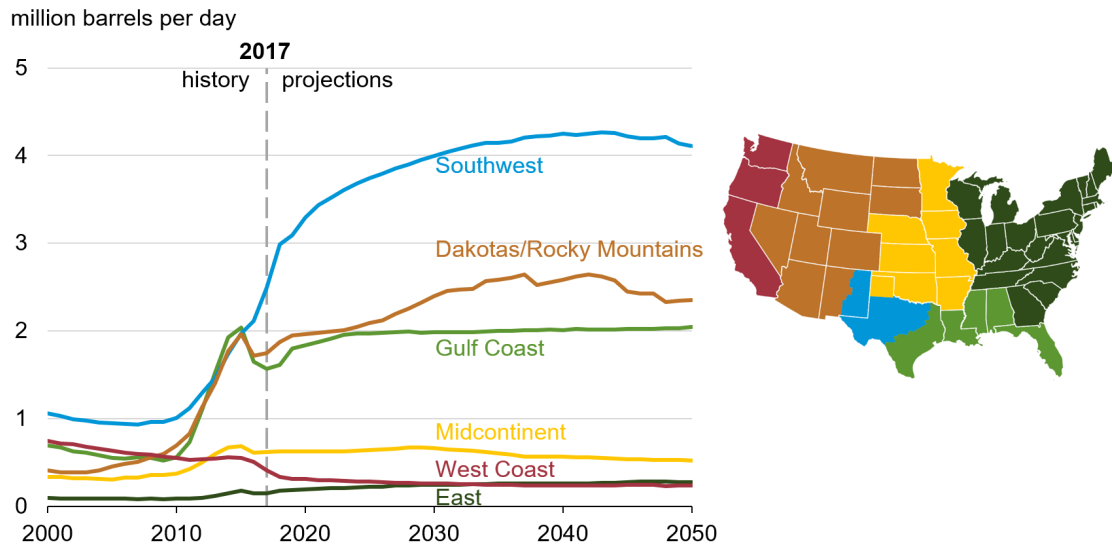 million barrels per day
2017
history projections
5
4
3
2
1
0
Southwest
Dakotas/Rocky Mountains
Gulf Coast
Midcontinent
West Coast
East
2000 2010 2020 2030 2040 2050